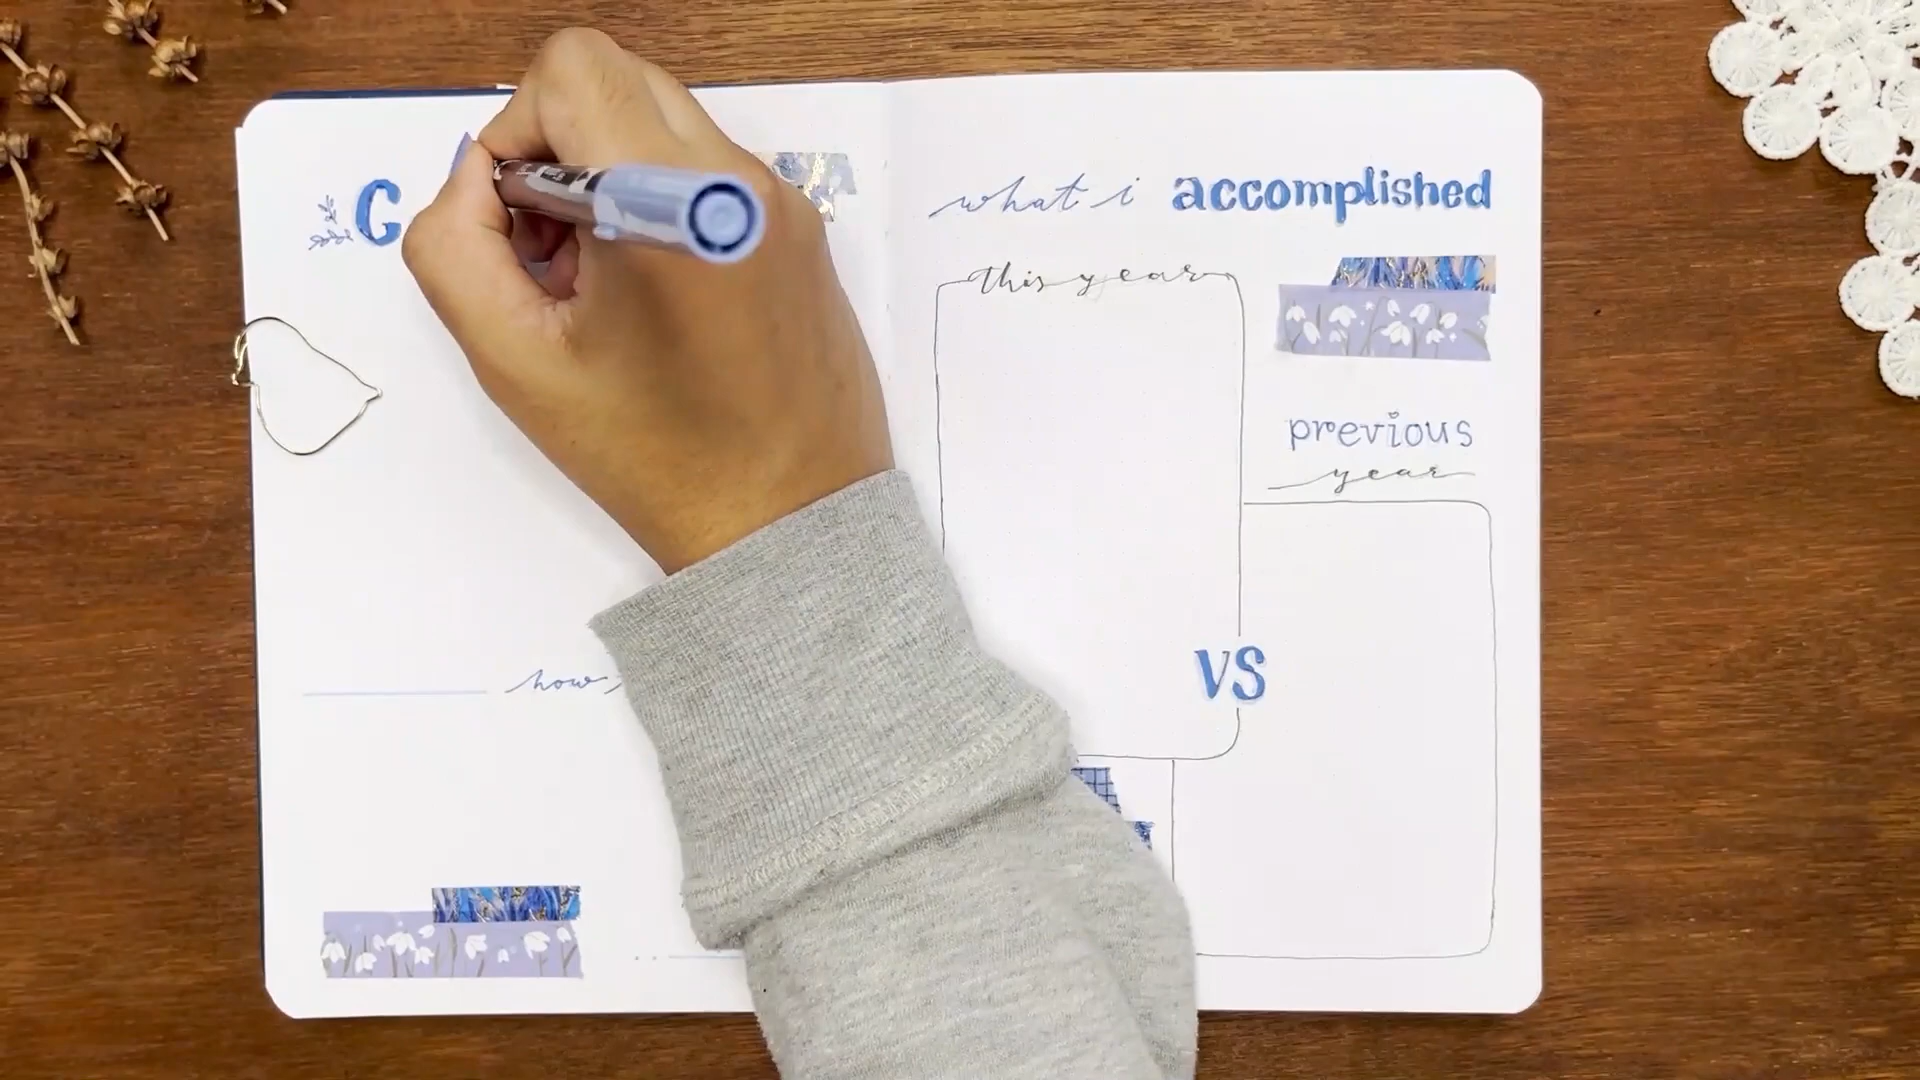 G
how
what i accomplished
this year
previous
year
VS